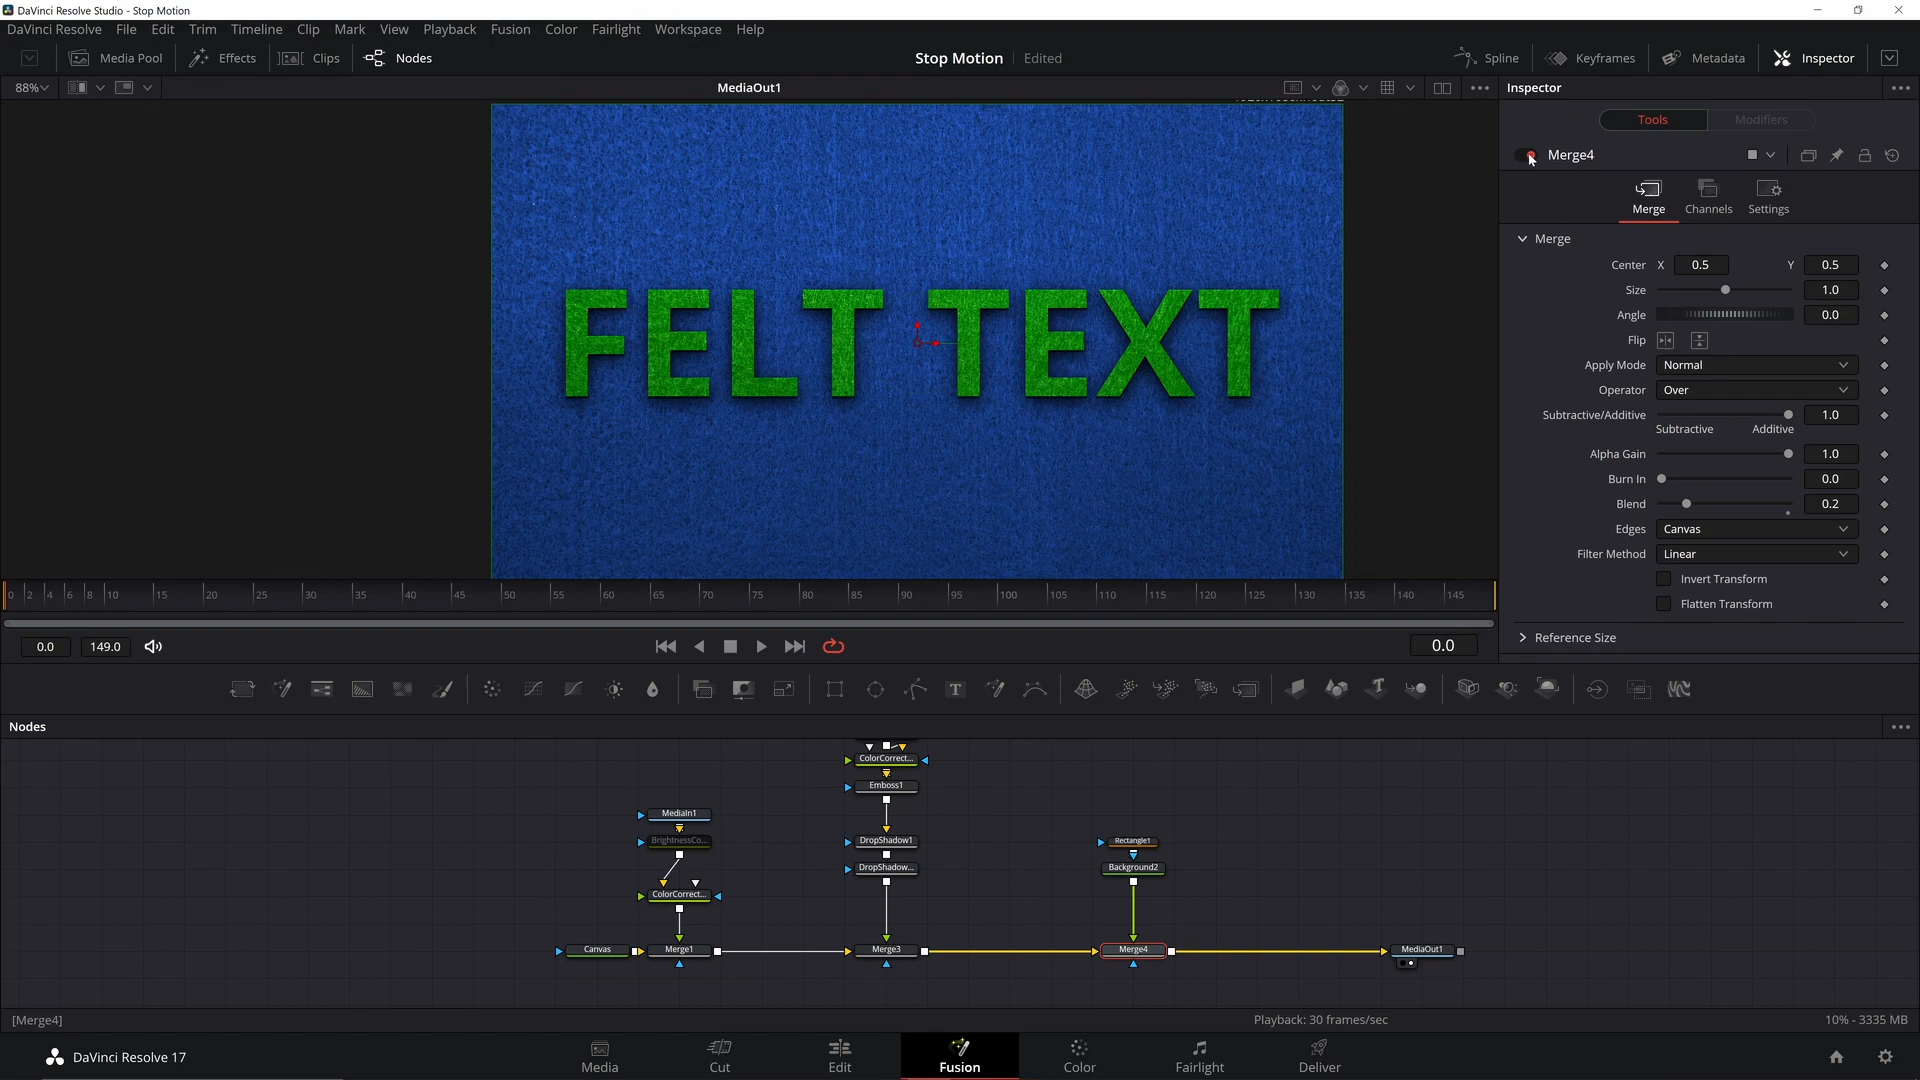 DaVinci Resolve Studio - Stop Motion
DaVinci Resolve File Edit Trim Timeline Clip Mark View Playback Fusion Color Fairlight Workspace Help
Media Pool Effects Clips Nodes Stop Motion Edited Spline Keyframes Metadata Inspector
88% MediaOut1 Inspector
Tools Modifiers
Merge4
Merge Channels Settings
Merge
Center X 0.5 Y 0.5
Size 1.0
Angle 0.0
Flip
Apply Mode Normal
Operator Over
Subtractive/Additive 1.0
Subtractive Additive
Alpha Gain 1.0
Burn In 0.0
Blend 0.2
Edges Canvas
Filter Method Linear
Invert Transform
Flatten Transform
Reference Size
FELT TEXT
0 2 4 6 8 10 15 20 25 30 35 40 45 50 55 60 65 70 75 80 85 90 95 100 105 110 115 120 125 130 135 140 145
0.0 149.0 0.0
Nodes
ColorCorrect...
Emboss1
MediaIn1
BrightnessCo... DropShadow1 Rectangle1
DropShadow... Background2
ColorCorrect...
Canvas Merge1 Merge3 Merge4 MediaOut1
[Merge4] Playback: 30 frames/sec 10% - 3335 MB
DaVinci Resolve 17 Media Cut Edit Fusion Color Fairlight Deliver